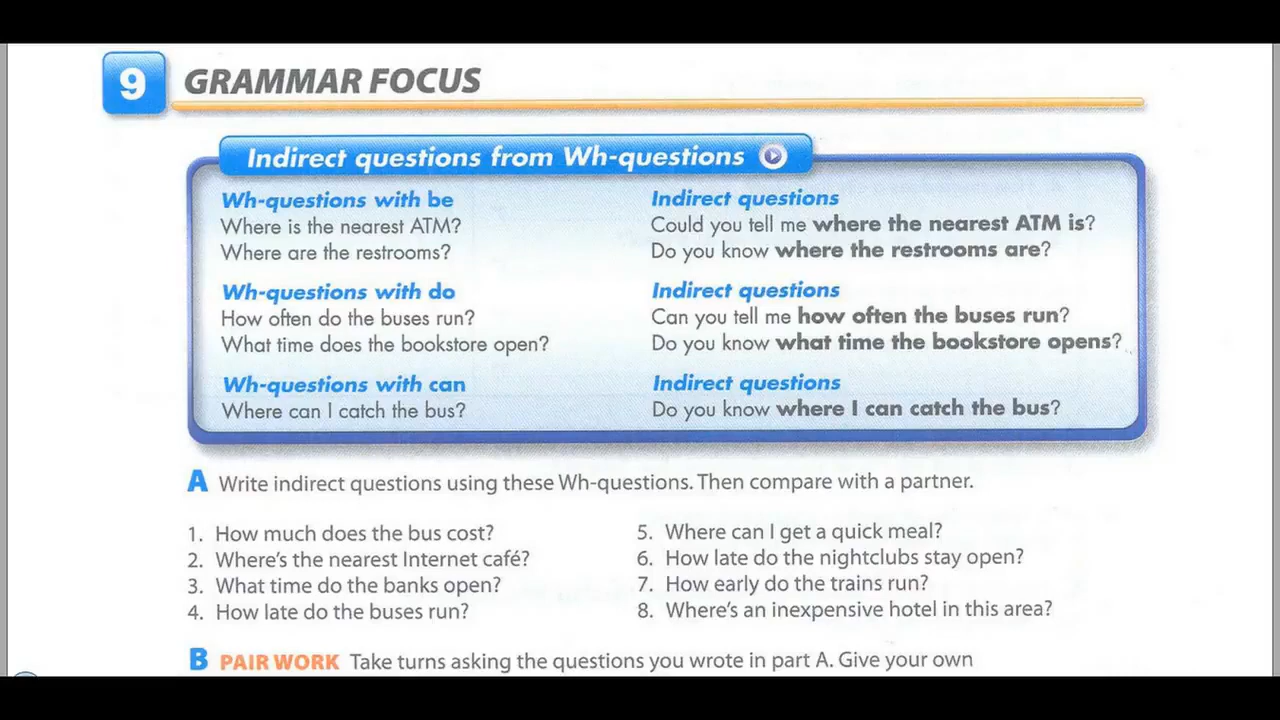 9 GRAMMAR FOCUS
Indirect questions from Wh-questions
Wh-questions with be
Where is the nearest ATM?
Where are the restrooms?
Indirect questions
Could you tell me where the nearest ATM is?
Do you know where the restrooms are?
Wh-questions with do
How often do the buses run?
What time does the bookstore open?
Indirect questions
Can you tell me how often the buses run?
Do you know what time the bookstore opens?
Wh-questions with can
Where can I catch the bus?
Indirect questions
Do you know where I can catch the bus?
A Write indirect questions using these Wh-questions. Then compare with a partner.
1. How much does the bus cost?
2. Where's the nearest Internet café?
3. What time do the banks open?
4. How late do the buses run?
5. Where can I get a quick meal?
6. How late do the nightclubs stay open?
7. How early do the trains run?
8. Where's an inexpensive hotel in this area?
B PAIR WORK Take turns asking the questions you wrote in part A. Give your own